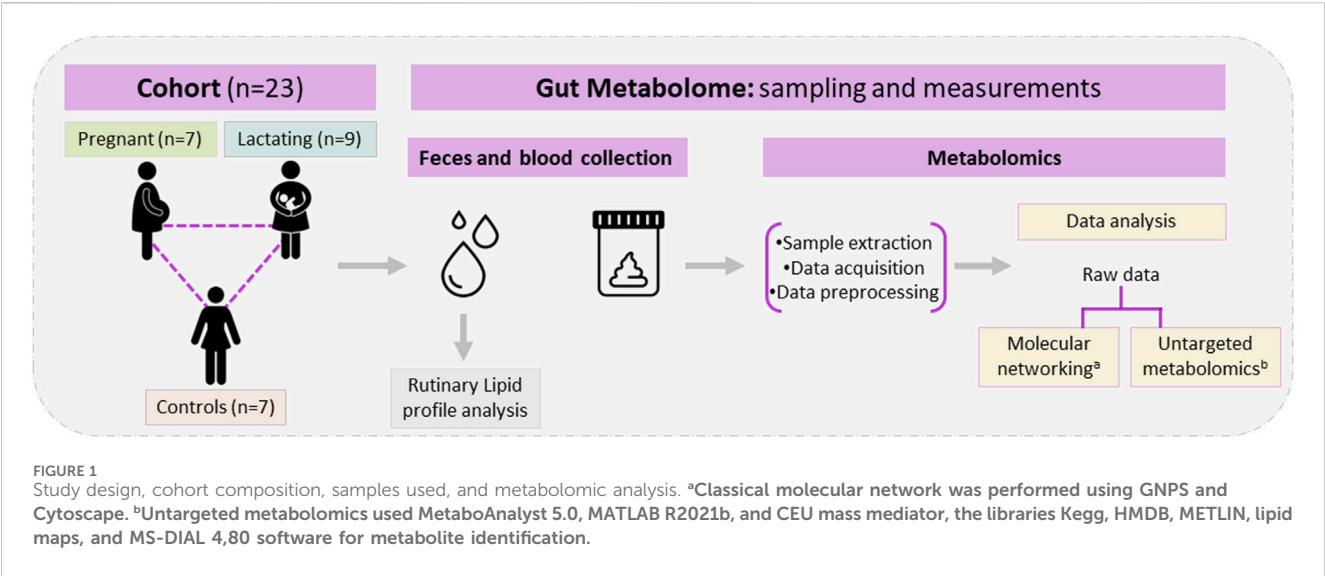 Cohort (n=23)
Gut Metabolome: sampling and measurements
Pregnant (n=7)
Lactating (n=9)
Feces and blood collection
Metabolomics
Controls (n=7)
Rutinary Lipid
profile analysis
•Sample extraction
•Data acquisition
•Data preprocessing
Data analysis
Raw data
Molecular
networkingᵃ
Untargeted
metabolomicsᵇ
FIGURE 1
Study design, cohort composition, samples used, and metabolomic analysis. ᵃClassical molecular network was performed using GNPS and
Cytoscape. ᵇUntargeted metabolomics used MetaboAnalyst 5.0, MATLAB R2021b, and CEU mass mediator, the libraries Kegg, HMDB, METLIN, lipid
maps, and MS-DIAL 4,80 software for metabolite identification.